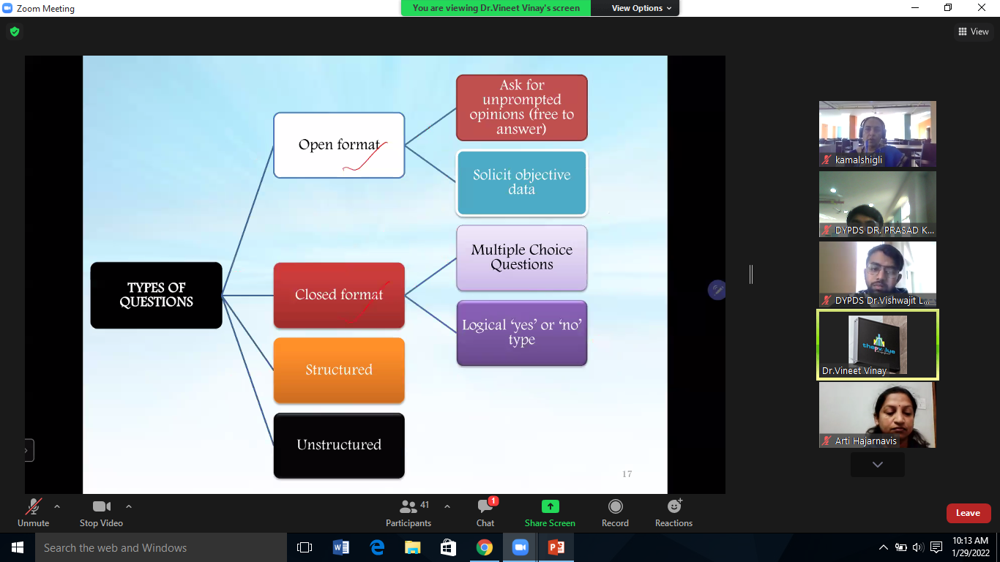 Zoom Meeting
You are viewing Dr.Vineet Vinay's screen
View Options
View
Open format
Ask for
unprompted
opinions (free to
answer)
Solicit objective
data
TYPES OF
QUESTIONS
Closed format
Multiple Choice
Questions
Logical ‘yes’ or ‘no’
type
Structured
Unstructured
17
kamalshigli
DYPDS DR. PRASAD K...
DYPDS Dr.Vishwajit L...
thepvalue
Dr.Vineet Vinay
Arti Hajarnavis
Unmute
Stop Video
41
Participants
1
Chat
Share Screen
Record
Reactions
Leave
Search the web and Windows
10:13 AM
1/29/2022